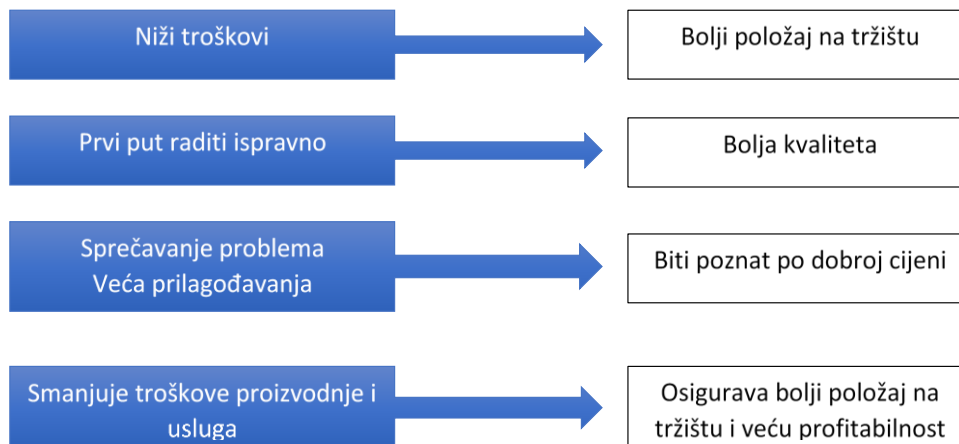 Niži troškovi
Bolji položaj na tržištu
Prvi put raditi ispravno
Bolja kvaliteta
Sprečavanje problema
Veća prilagođavanja
Biti poznat po dobroj cijeni
Smanjuje troškove proizvodnje i
usluga
Osigurava bolji položaj na
tržištu i veću profitabilnost